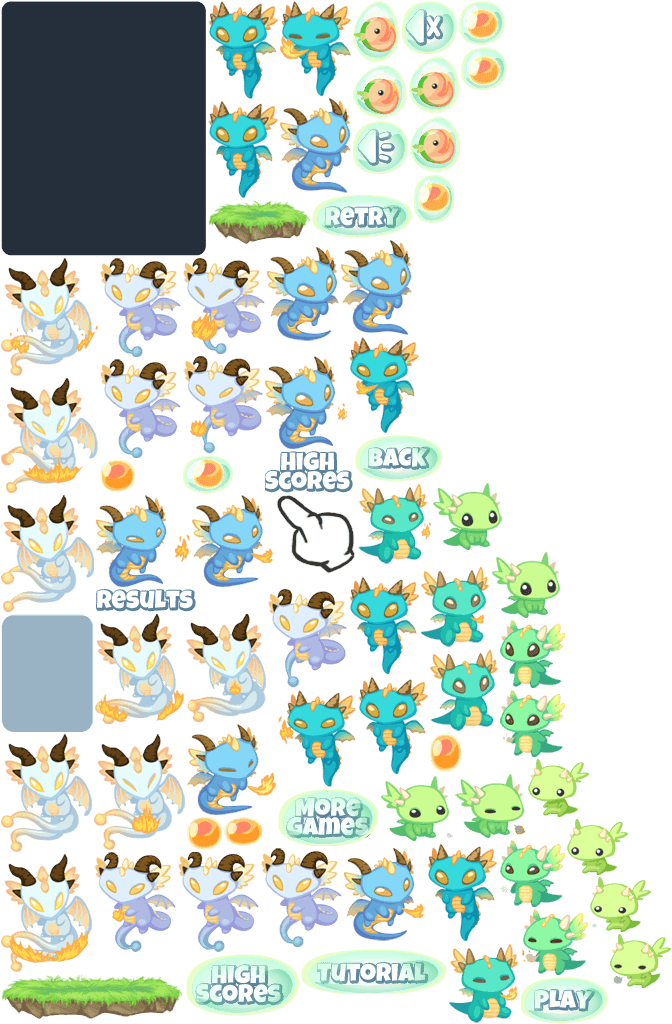 RETRY
HIGH
SCORES
BACK
RESULTS
MORE
GAMES
HIGH
SCORES
TUTORIAL
PLAY